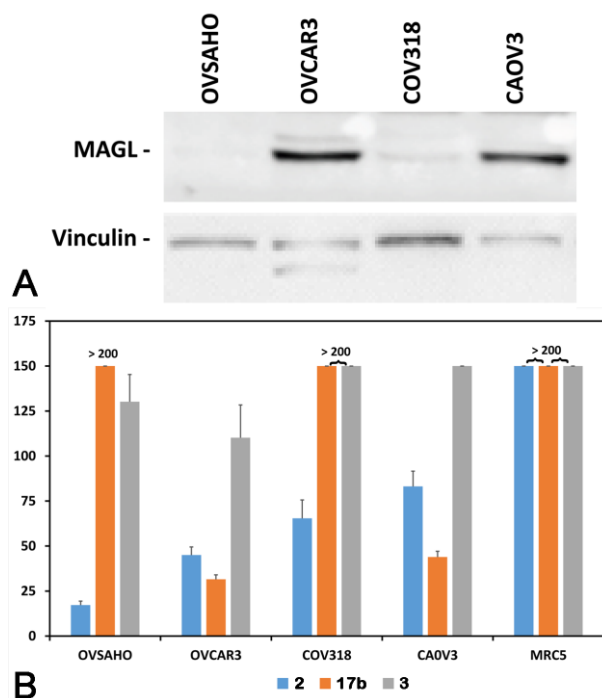 OVSAHO OVCAR3 COV318 CAOV3
MAGL -
Vinculin -
A
175
> 200 > 200 > 200
150
125
100
75
50
25
0
OVSAHO OVCAR3 COV318 CA0V3 MRC5
B
2 17b 3